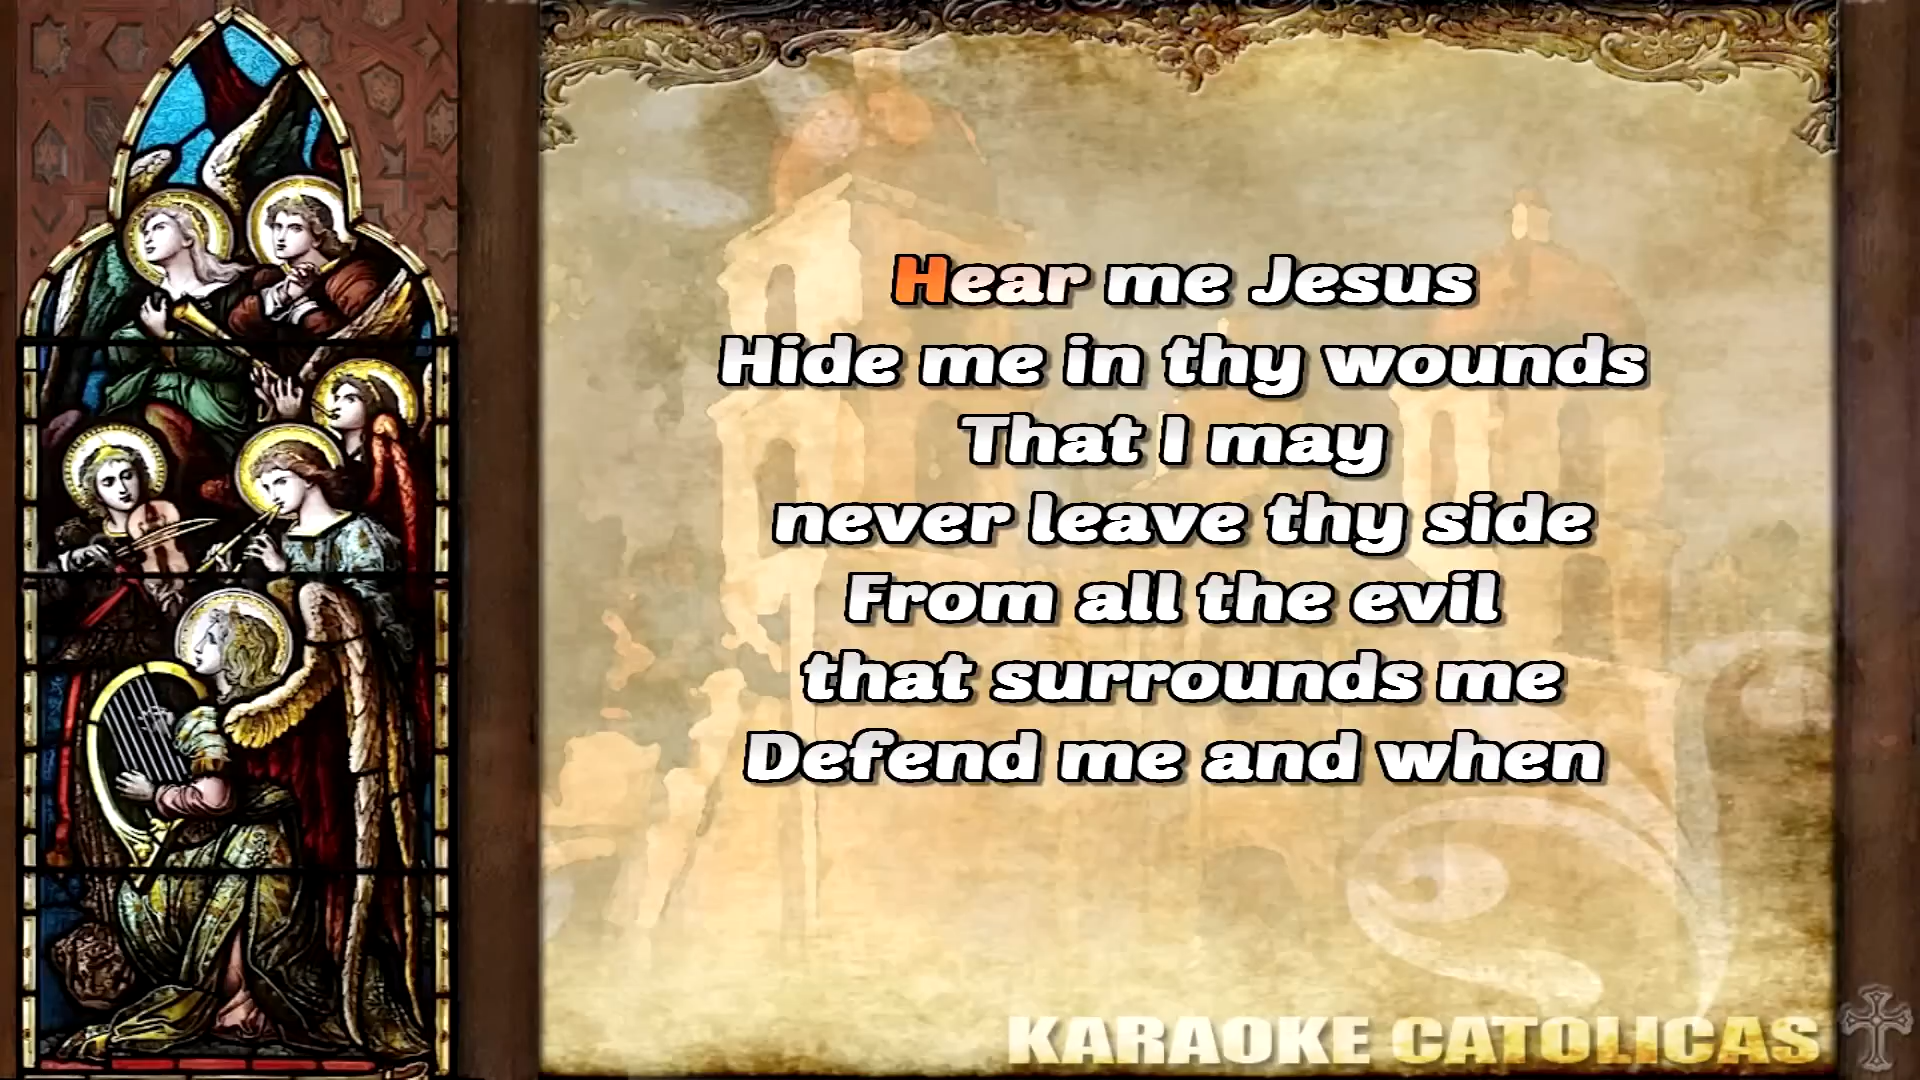 Hear me Jesus
Hide me in thy wounds
That I may
never leave thy side
From all the evil
that surrounds me
Defend me and when
KARAOKE CATOLICAS